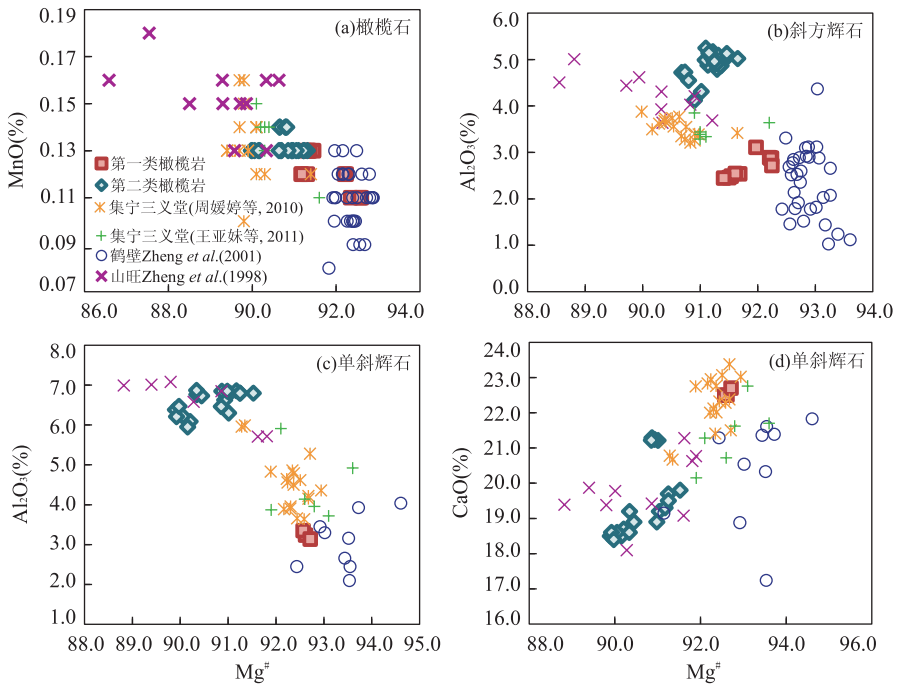 (a)橄榄石
MnO(%)
0.19
0.17
0.15
0.13
0.11
0.09
0.07
86.0 88.0 90.0 92.0 94.0
第一类橄榄岩
第二类橄榄岩
集宁三义堂(周媛婷等, 2010)
集宁三义堂(王亚妹等, 2011)
鹤壁Zheng et al.(2001)
山旺Zheng et al.(1998)
(b)斜方辉石
Al₂O₃(%)
6.0
5.0
4.0
3.0
2.0
1.0
0.0
88.0 89.0 90.0 91.0 92.0 93.0 94.0
(c)单斜辉石
Al₂O₃(%)
8.0
7.0
6.0
5.0
4.0
3.0
2.0
1.0
88.0 89.0 90.0 91.0 92.0 93.0 94.0 95.0
Mg#
(d)单斜辉石
CaO(%)
24.0
23.0
22.0
21.0
20.0
19.0
18.0
17.0
16.0
88.0 90.0 92.0 94.0 96.0
Mg#